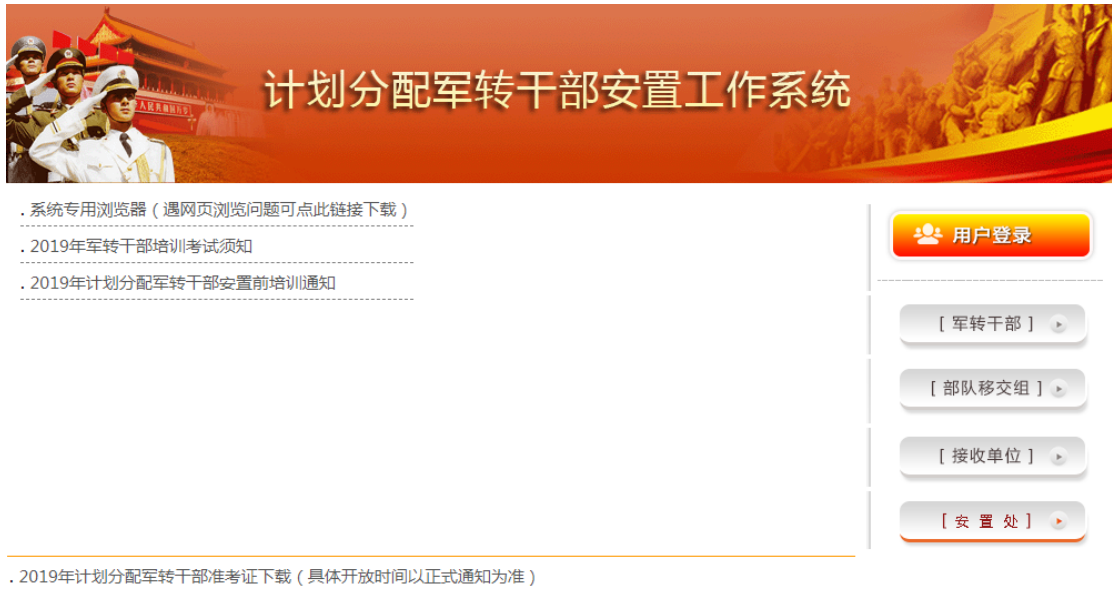 计划分配军转干部安置工作系统
. 系统专用浏览器（遇网页浏览问题可点此链接下载）
. 2019年军转干部培训考试须知
. 2019年计划分配军转干部安置前培训通知
用户登录
[ 军转干部 ]
[ 部队移交组 ]
[ 接收单位 ]
[ 安 置 处 ]
. 2019年计划分配军转干部准考证下载（具体开放时间以正式通知为准）